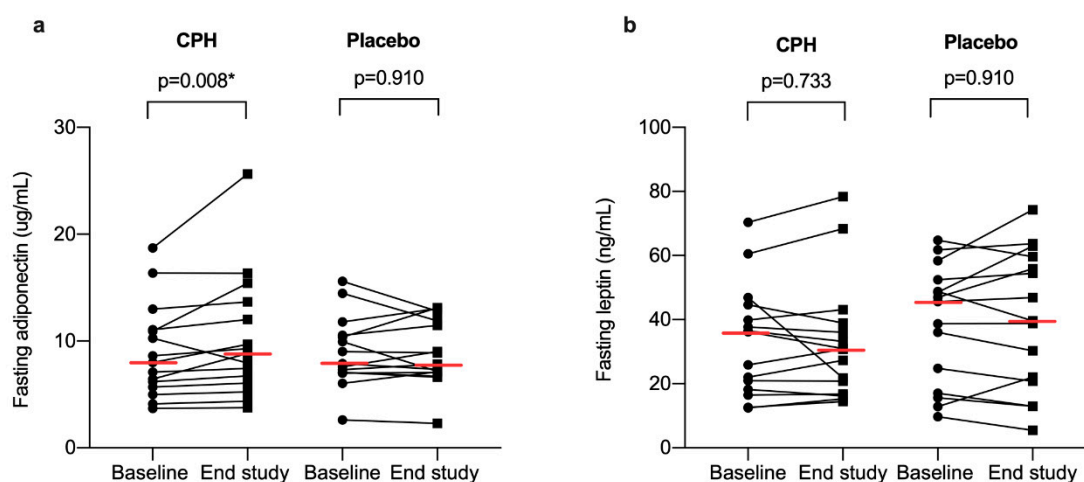 a
CPH Placebo
p=0.008* p=0.910
Fasting adiponectin (ug/mL)
30
20
10
0
Baseline End study Baseline End study
b
CPH Placebo
p=0.733 p=0.910
Fasting leptin (ng/mL)
100
80
60
40
20
0
Baseline End study Baseline End study